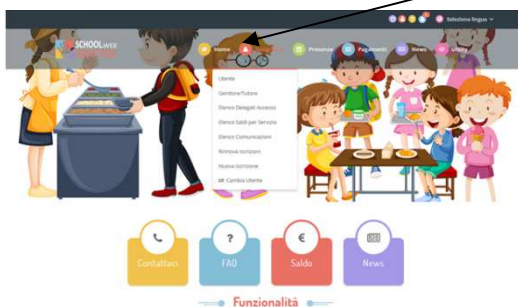 Seleziona lingua
SCHOOL.WEB
Home
Presenze
Pagamenti
News
Utility
Utente
Genitore/Tutore
Elenco Delegati Accesso
Elenco Saldi per Servizio
Elenco Comunicazioni
Rinnova Iscrizioni
Nuova Iscrizione
Cambia Utente
Contattaci
?
FAQ
€
Saldo
News
Funzionalità